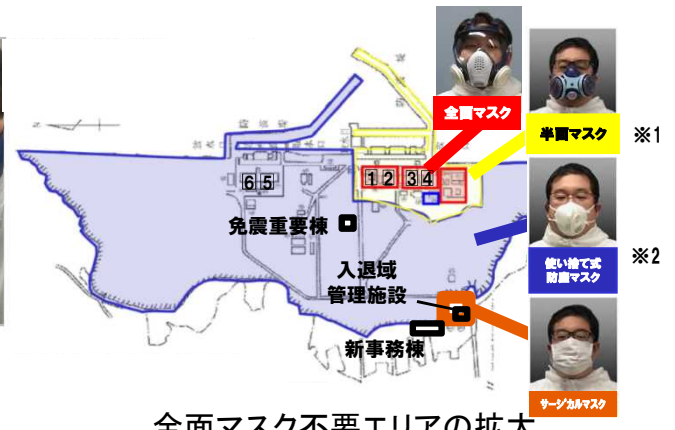 全面マスク
半面マスク
※1
1 2
3 4
6 5
免震重要棟
使い捨て式
防塵マスク
※2
入退域
管理施設
新事務棟
サージカルマスク
全面マスク不要エリアの拡大